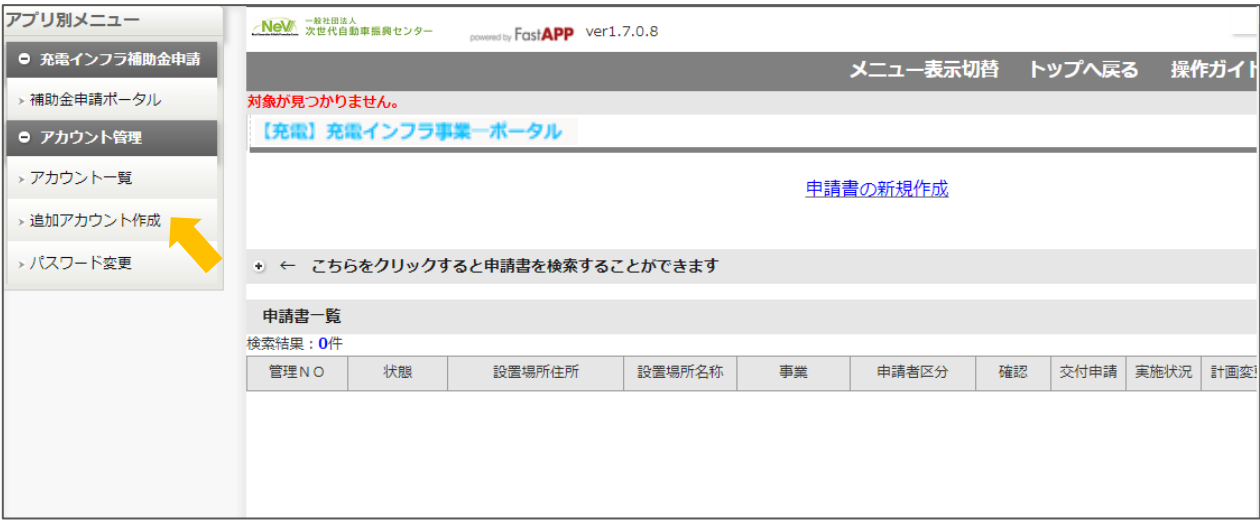 アプリ別メニュー
充電インフラ補助金申請
補助金申請ポータル
アカウント管理
アカウント一覧
追加アカウント作成
パスワード変更
NeV 一般社団法人 次世代自動車振興センター
powered by FastAPP ver1.7.0.8
メニュー表示切替 トップへ戻る 操作ガイド
対象が見つかりません。
【充電】充電インフラ事業―ポータル
申請書の新規作成
← こちらをクリックすると申請書を検索することができます
申請書一覧
検索結果：0件
管理ＮＯ 状態 設置場所住所 設置場所名称 事業 申請者区分 確認 交付申請 実施状況 計画変